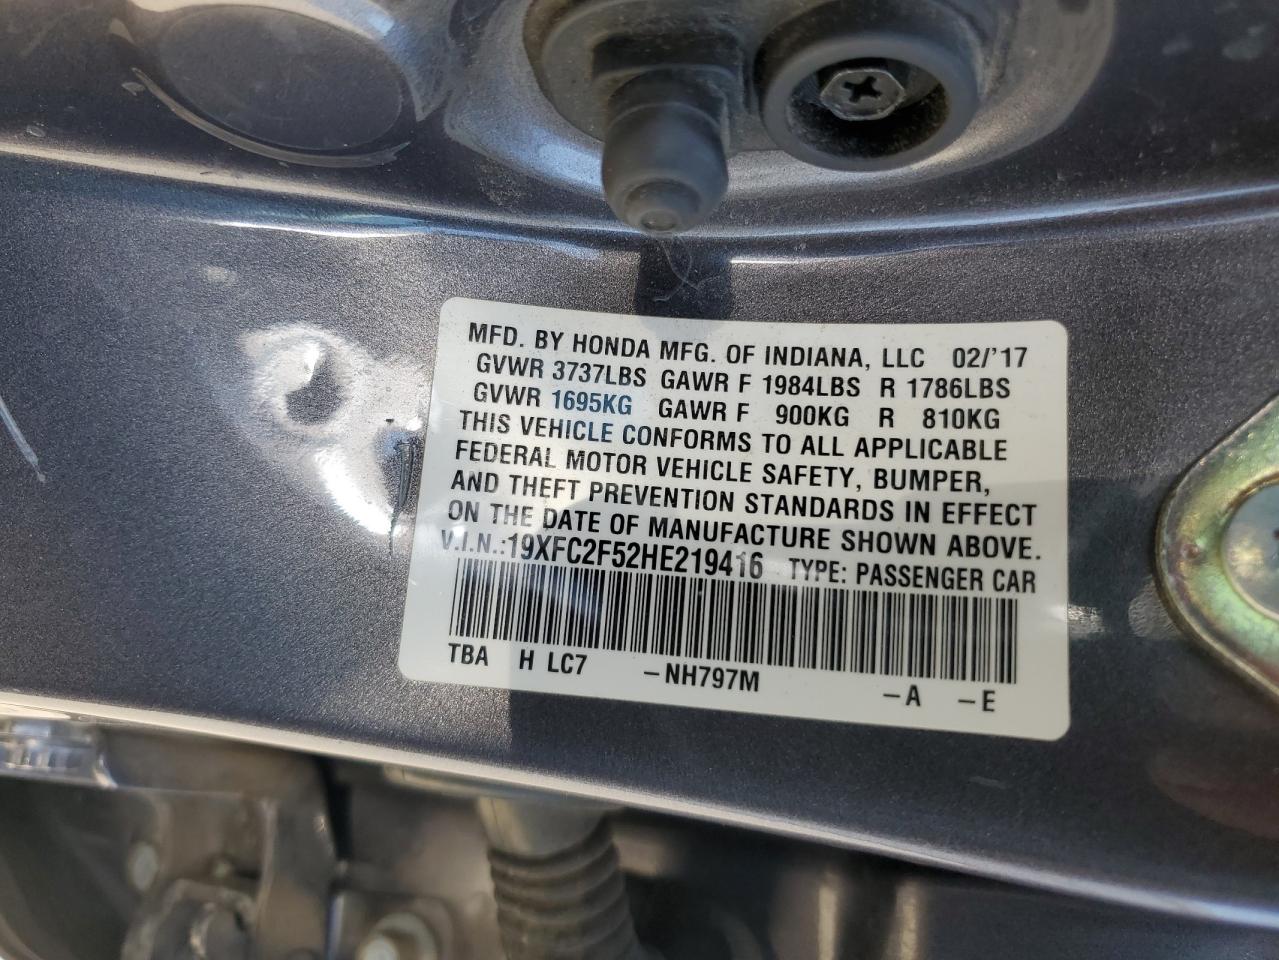 MFD. BY HONDA MFG. OF INDIANA, LLC 02/'17
GVWR 3737LBS GAWR F 1984LBS R 1786LBS
GVWR 1695KG GAWR F 900KG R 810KG
THIS VEHICLE CONFORMS TO ALL APPLICABLE
FEDERAL MOTOR VEHICLE SAFETY, BUMPER,
AND THEFT PREVENTION STANDARDS IN EFFECT
ON THE DATE OF MANUFACTURE SHOWN ABOVE.
V.I.N.:19XFC2F52HE219416 TYPE: PASSENGER CAR
TBA H LC7 –NH797M –A –E